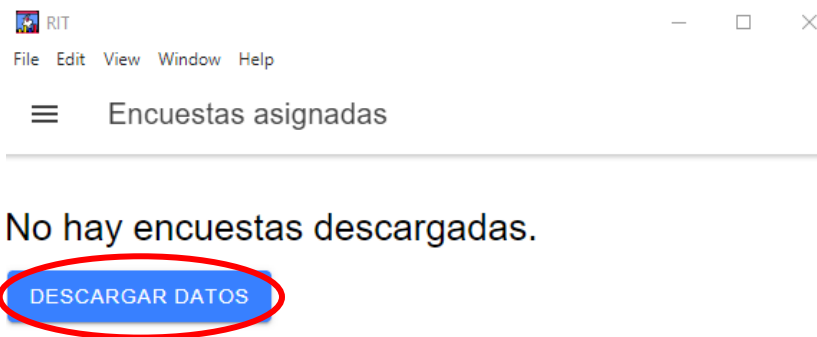 RIT
File Edit View Window Help
Encuestas asignadas
No hay encuestas descargadas.
DESCARGAR DATOS